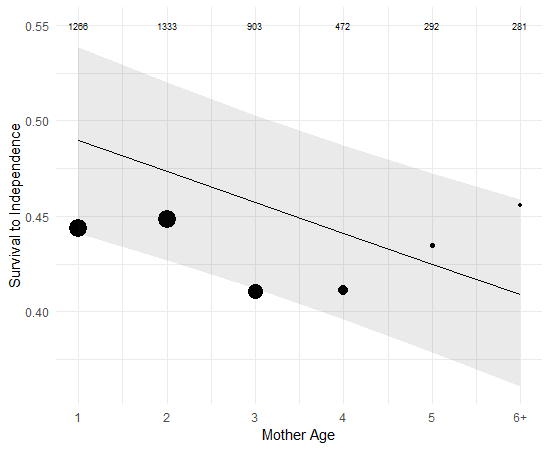 0.55
1266 1333 903 472 292 281
0.50
0.45
0.40
Survival to Independence
1 2 3 4 5 6+
Mother Age